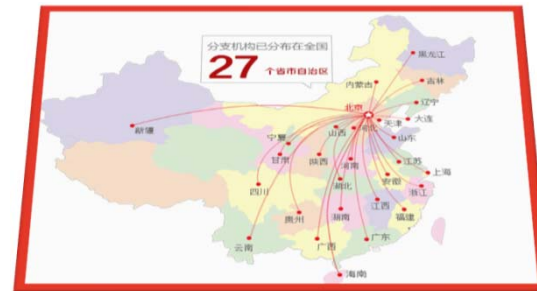 分支机构已分布在全国
27 个省市自治区
黑龙江
吉林
内蒙古
辽宁
北京
天津
大连
新疆
宁夏
山西
河北
山东
甘肃
陕西
河南
江苏
上海
四川
安徽
湖北
浙江
贵州
湖南
江西
福建
云南
广西
广东
海南